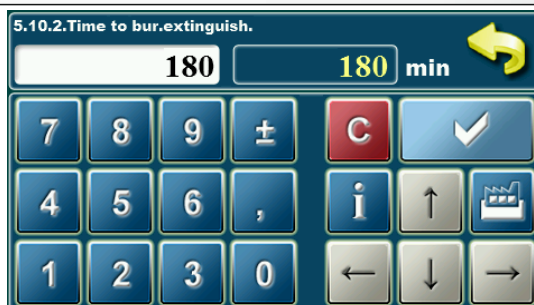 5.10.2.Time to bur.extinguish.
180 180 min
7 8 9 ± C
4 5 6 , i ↑
1 2 3 0 ← ↓ →